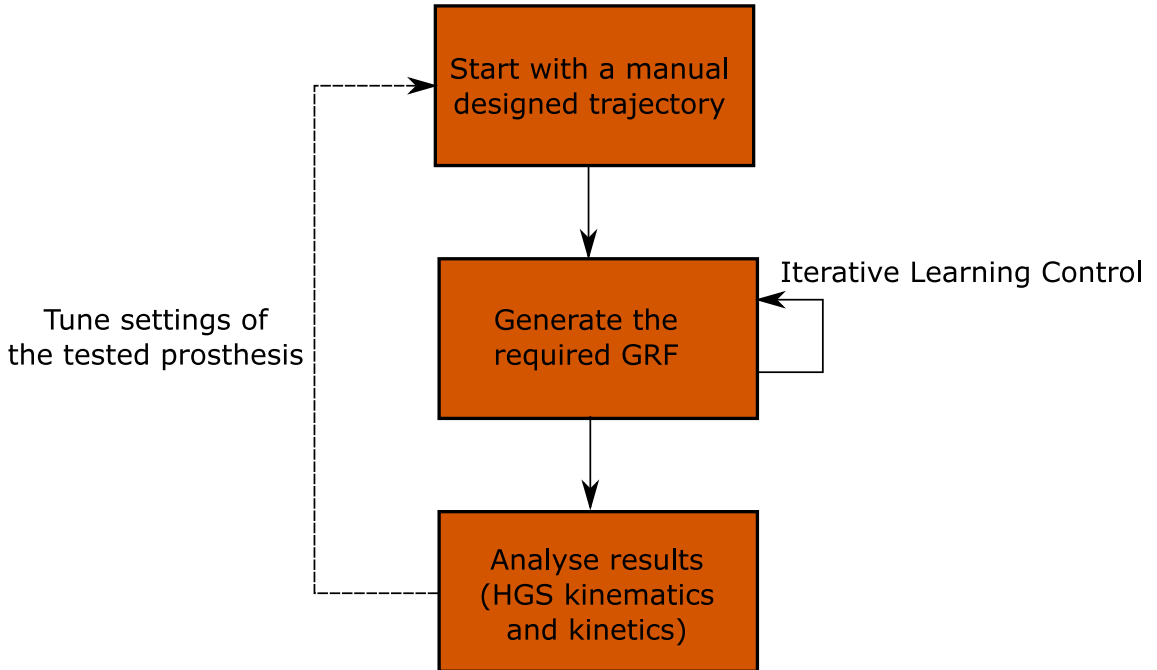 Start with a manual
designed trajectory
Iterative Learning Control
Generate the
required GRF
Tune settings of
the tested prosthesis
Analyse results
(HGS kinematics
and kinetics)